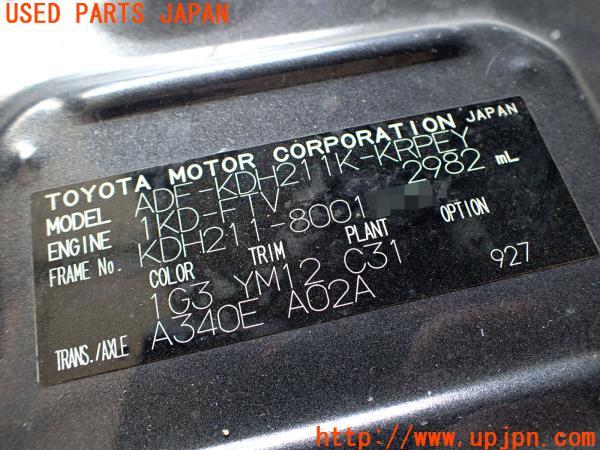 USED PARTS JAPAN
TOYOTA MOTOR CORPORATION JAPAN
MODEL ADF-KDH211K-KRPEY
ENGINE 1KD-FTV 2982 mL
FRAME No. KDH211-8001
COLOR TRIM PLANT OPTION
1G3 YM12 C31 927
TRANS./AXLE A340E A02A
http://www.upjpn.com